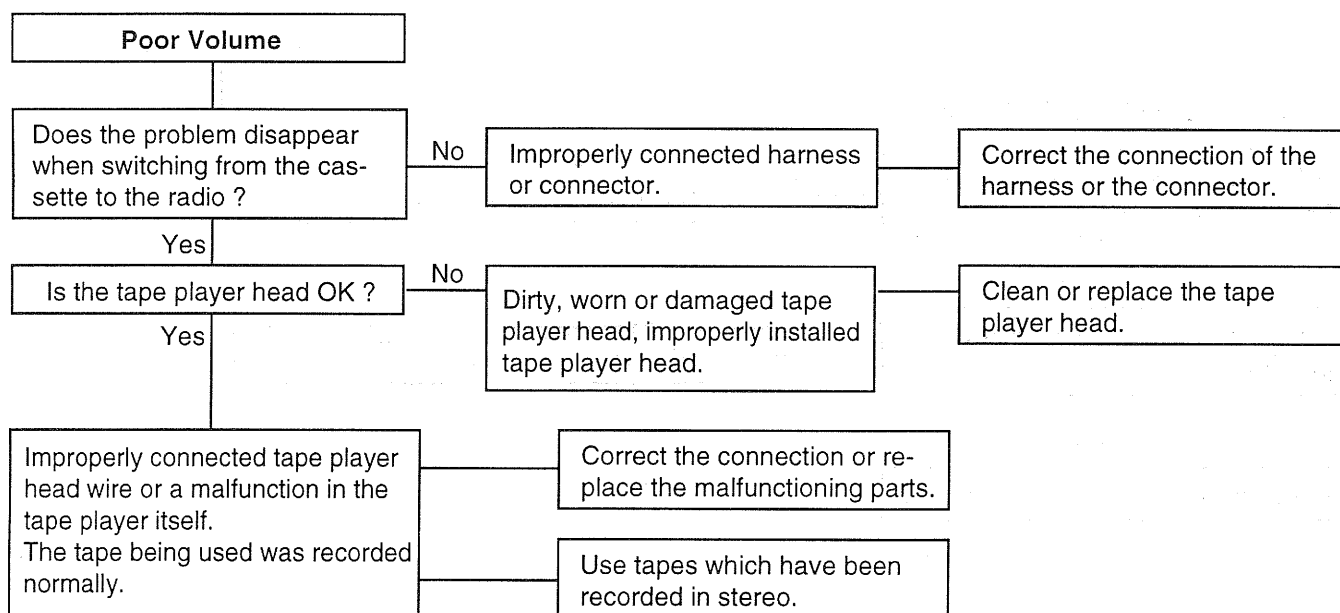 Poor Volume
Does the problem disappear
when switching from the cas-
sette to the radio ?
No
Improperly connected harness
or connector.
Correct the connection of the
harness or the connector.
Yes
Is the tape player head OK ?
No
Dirty, worn or damaged tape
player head, improperly installed
tape player head.
Clean or replace the tape
player head.
Yes
Improperly connected tape player
head wire or a malfunction in the
tape player itself.
The tape being used was recorded
normally.
Correct the connection or re-
place the malfunctioning parts.
Use tapes which have been
recorded in stereo.